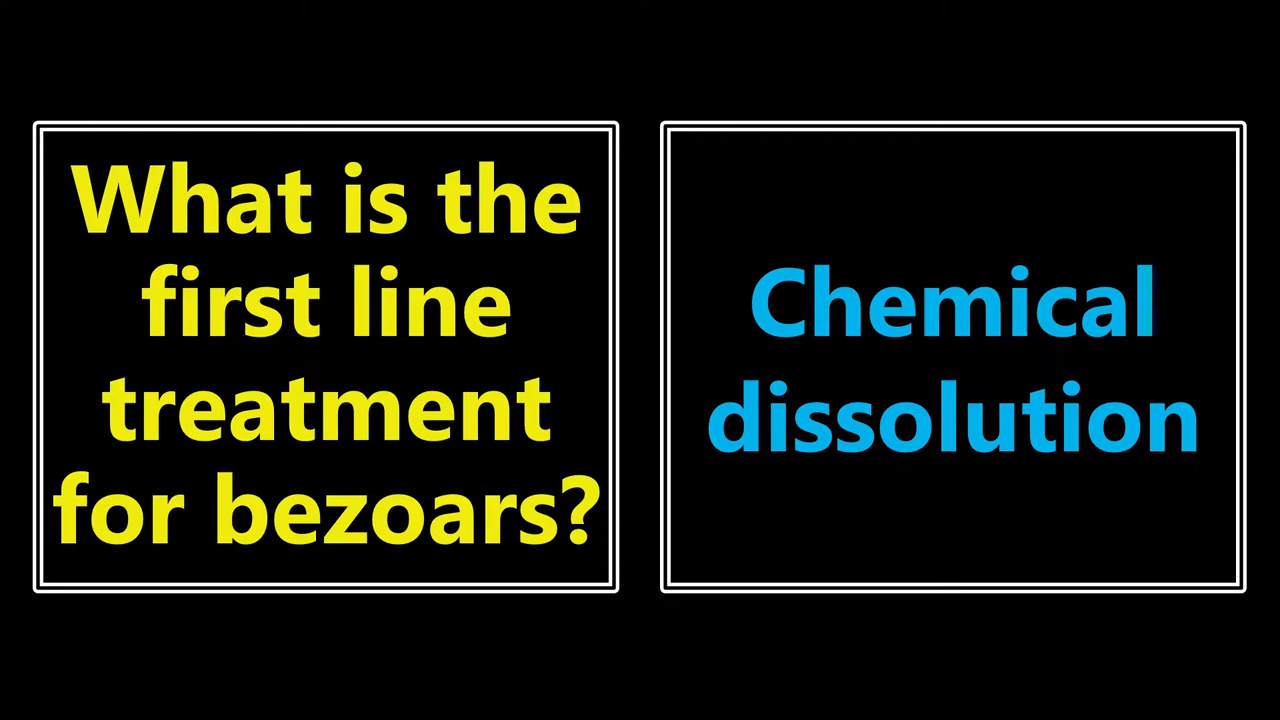 What is the
first line
treatment
for bezoars?
Chemical
dissolution